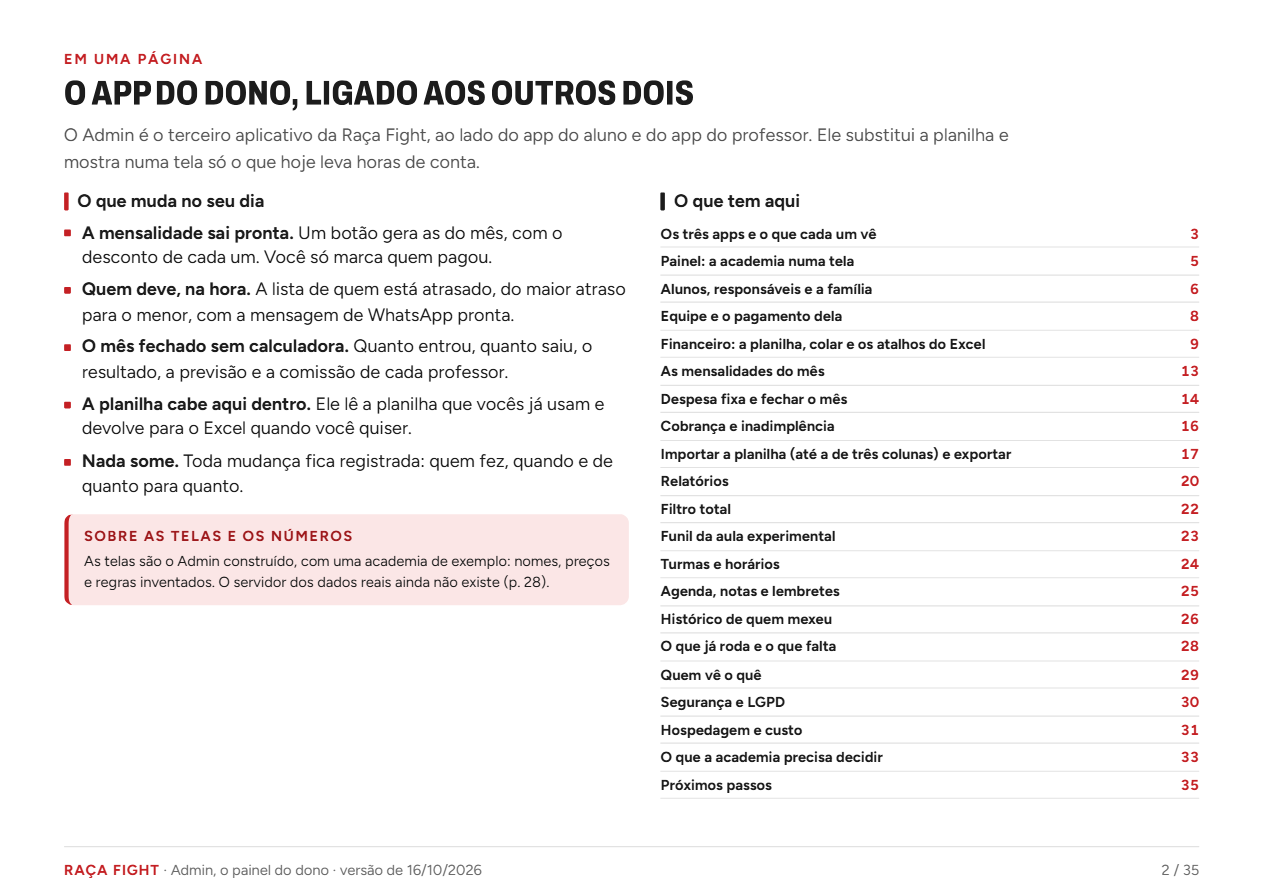 EM UMA PÁGINA
O APP DO DONO, LIGADO AOS OUTROS DOIS
O Admin é o terceiro aplicativo da Raça Fight, ao lado do app do aluno e do app do professor. Ele substitui a planilha e
mostra numa tela só o que hoje leva horas de conta.
O que muda no seu dia
A mensalidade sai pronta. Um botão gera as do mês, com o
desconto de cada um. Você só marca quem pagou.
Quem deve, na hora. A lista de quem está atrasado, do maior atraso
para o menor, com a mensagem de WhatsApp pronta.
O mês fechado sem calculadora. Quanto entrou, quanto saiu, o
resultado, a previsão e a comissão de cada professor.
A planilha cabe aqui dentro. Ele lê a planilha que vocês já usam e
devolve para o Excel quando você quiser.
Nada some. Toda mudança fica registrada: quem fez, quando e de
quanto para quanto.
SOBRE AS TELAS E OS NÚMEROS
As telas são o Admin construído, com uma academia de exemplo: nomes, preços
e regras inventados. O servidor dos dados reais ainda não existe (p. 28).
O que tem aqui
Os três apps e o que cada um vê 3
Painel: a academia numa tela 5
Alunos, responsáveis e a família 6
Equipe e o pagamento dela 8
Financeiro: a planilha, colar e os atalhos do Excel 9
As mensalidades do mês 13
Despesa fixa e fechar o mês 14
Cobrança e inadimplência 16
Importar a planilha (até a de três colunas) e exportar 17
Relatórios 20
Filtro total 22
Funil da aula experimental 23
Turmas e horários 24
Agenda, notas e lembretes 25
Histórico de quem mexeu 26
O que já roda e o que falta 28
Quem vê o quê 29
Segurança e LGPD 30
Hospedagem e custo 31
O que a academia precisa decidir 33
Próximos passos 35
RAÇA FIGHT · Admin, o painel do dono · versão de 16/10/2026 2 / 35